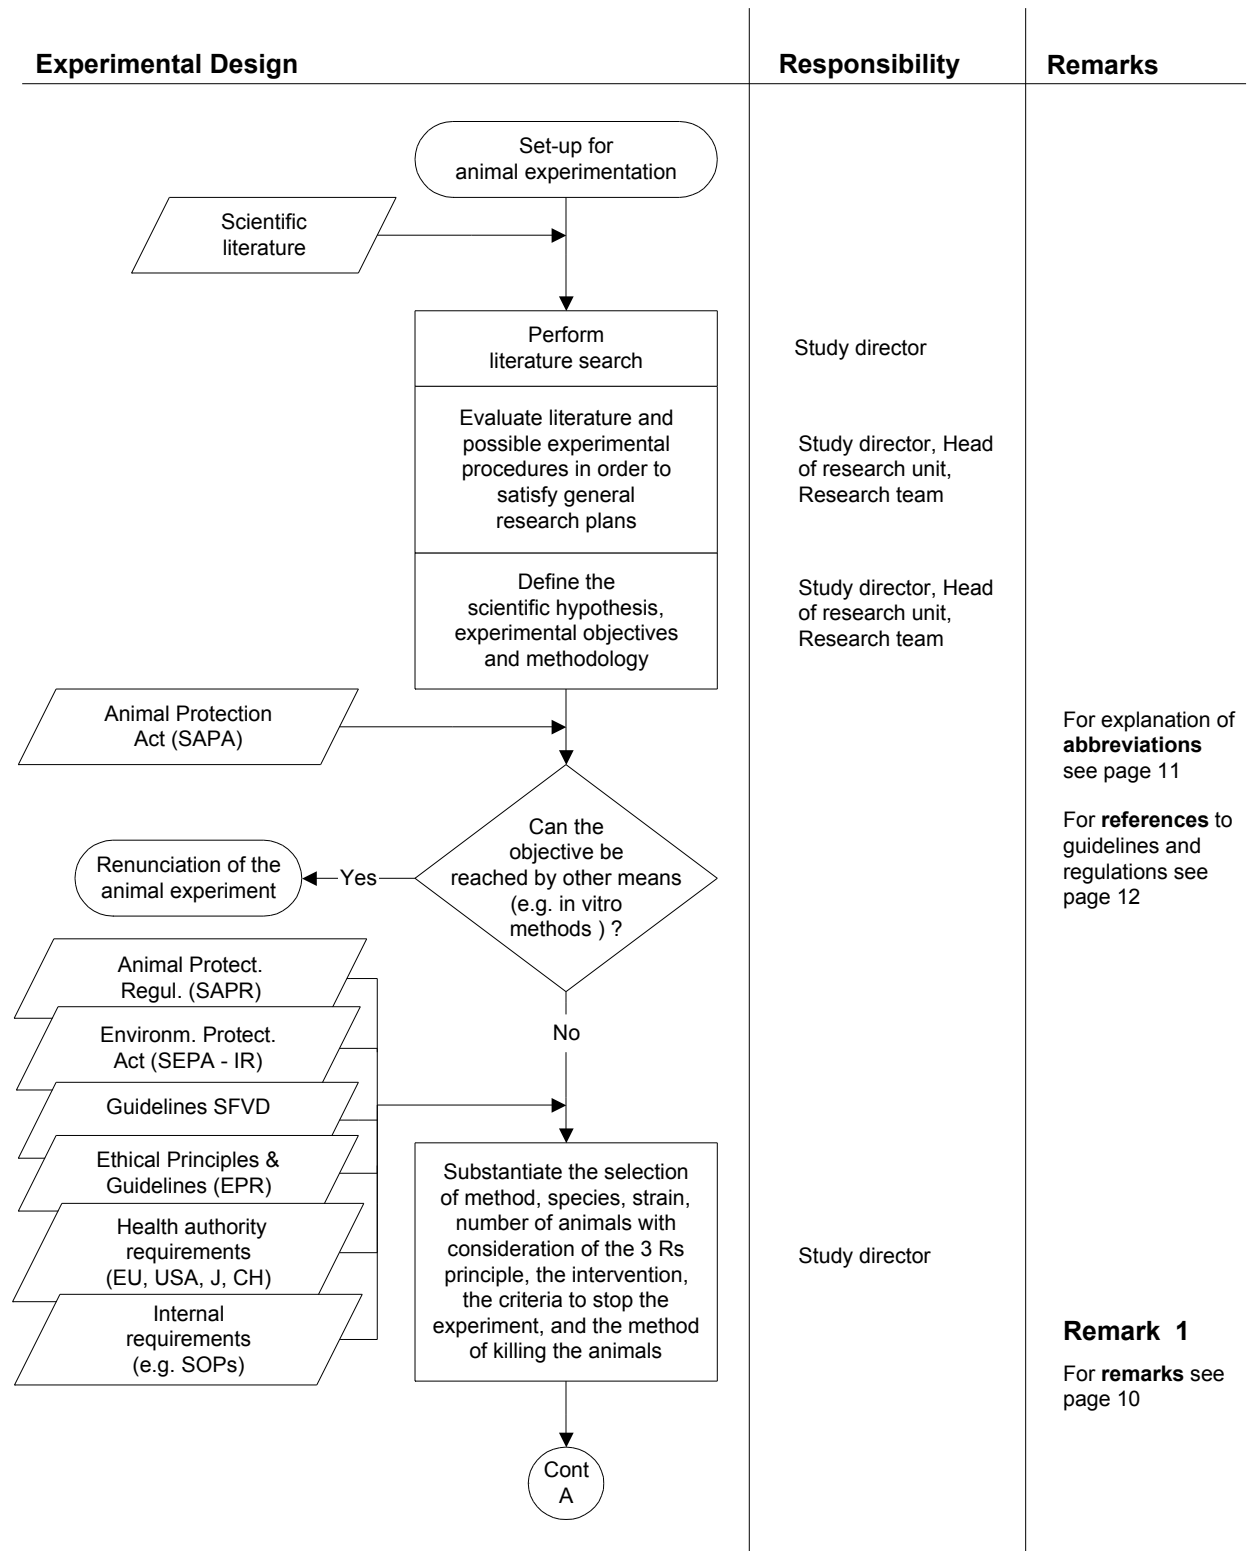 Experimental Design
Responsibility
Remarks
Set-up for
animal experimentation
Scientific
literature
Perform
literature search
Study director
Evaluate literature and
possible experimental
procedures in order to
satisfy general
research plans
Study director, Head
of research unit,
Research team
Define the
scientific hypothesis,
experimental objectives
and methodology
Study director, Head
of research unit,
Research team
Animal Protection
Act (SAPA)
For explanation of
abbreviations
see page 11
For references to
guidelines and
regulations see
page 12
Can the
objective be
reached by other means
(e.g. in vitro
methods ) ?
Yes
Renunciation of the
animal experiment
No
Animal Protect.
Regul. (SAPR)
Environm. Protect.
Act (SEPA - IR)
Guidelines SFVD
Ethical Principles &
Guidelines (EPR)
Health authority
requirements
(EU, USA, J, CH)
Internal
requirements
(e.g. SOPs)
Substantiate the selection
of method, species, strain,
number of animals with
consideration of the 3 Rs
principle, the intervention,
the criteria to stop the
experiment, and the method
of killing the animals
Study director
Remark 1
For remarks see
page 10
Cont
A